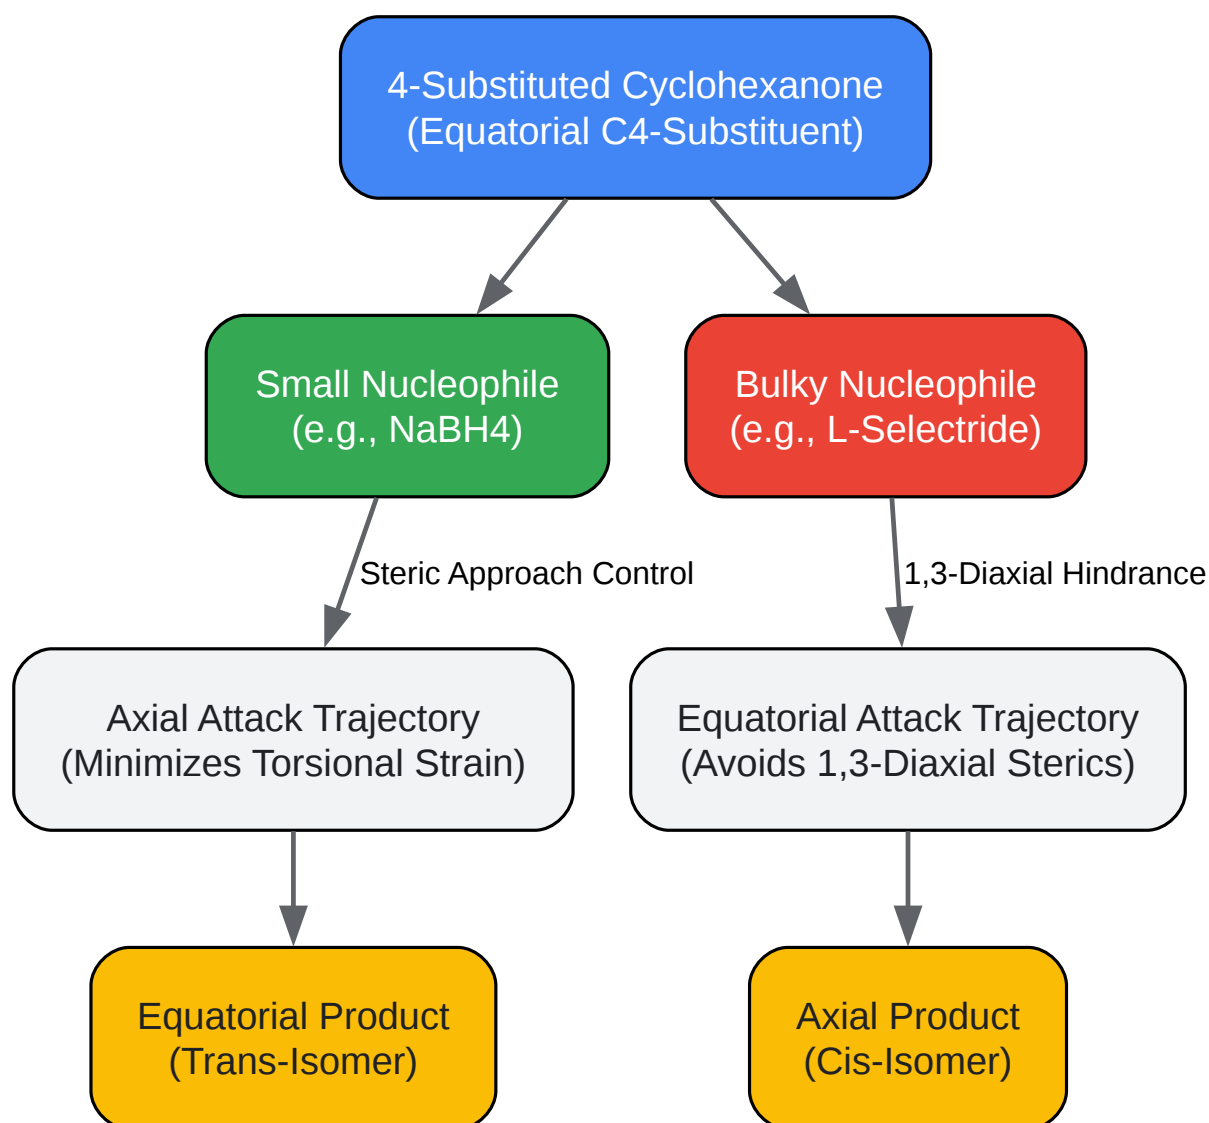 4-Substituted Cyclohexanone
(Equatorial C4-Substituent)
Small Nucleophile
(e.g., NaBH4)
Bulky Nucleophile
(e.g., L-Selectride)
Steric Approach Control
1,3-Diaxial Hindrance
Axial Attack Trajectory
(Minimizes Torsional Strain)
Equatorial Attack Trajectory
(Avoids 1,3-Diaxial Sterics)
Equatorial Product
(Trans-Isomer)
Axial Product
(Cis-Isomer)